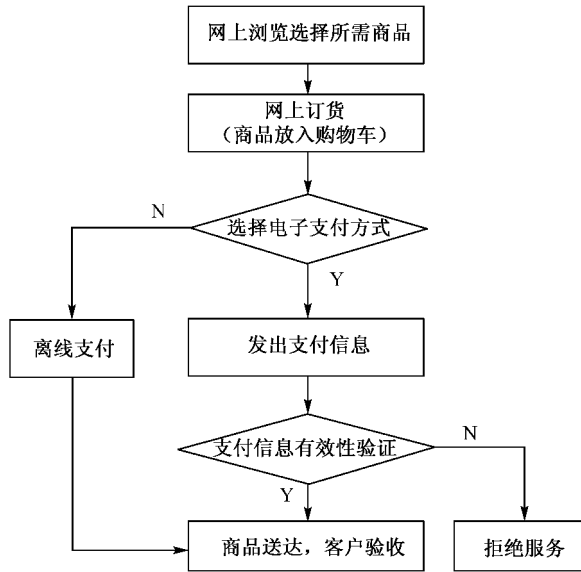 网上浏览选择所需商品
网上订货
（商品放入购物车）
N
选择电子支付方式
Y
离线支付
发出支付信息
支付信息有效性验证
N
Y
商品送达，客户验收
拒绝服务